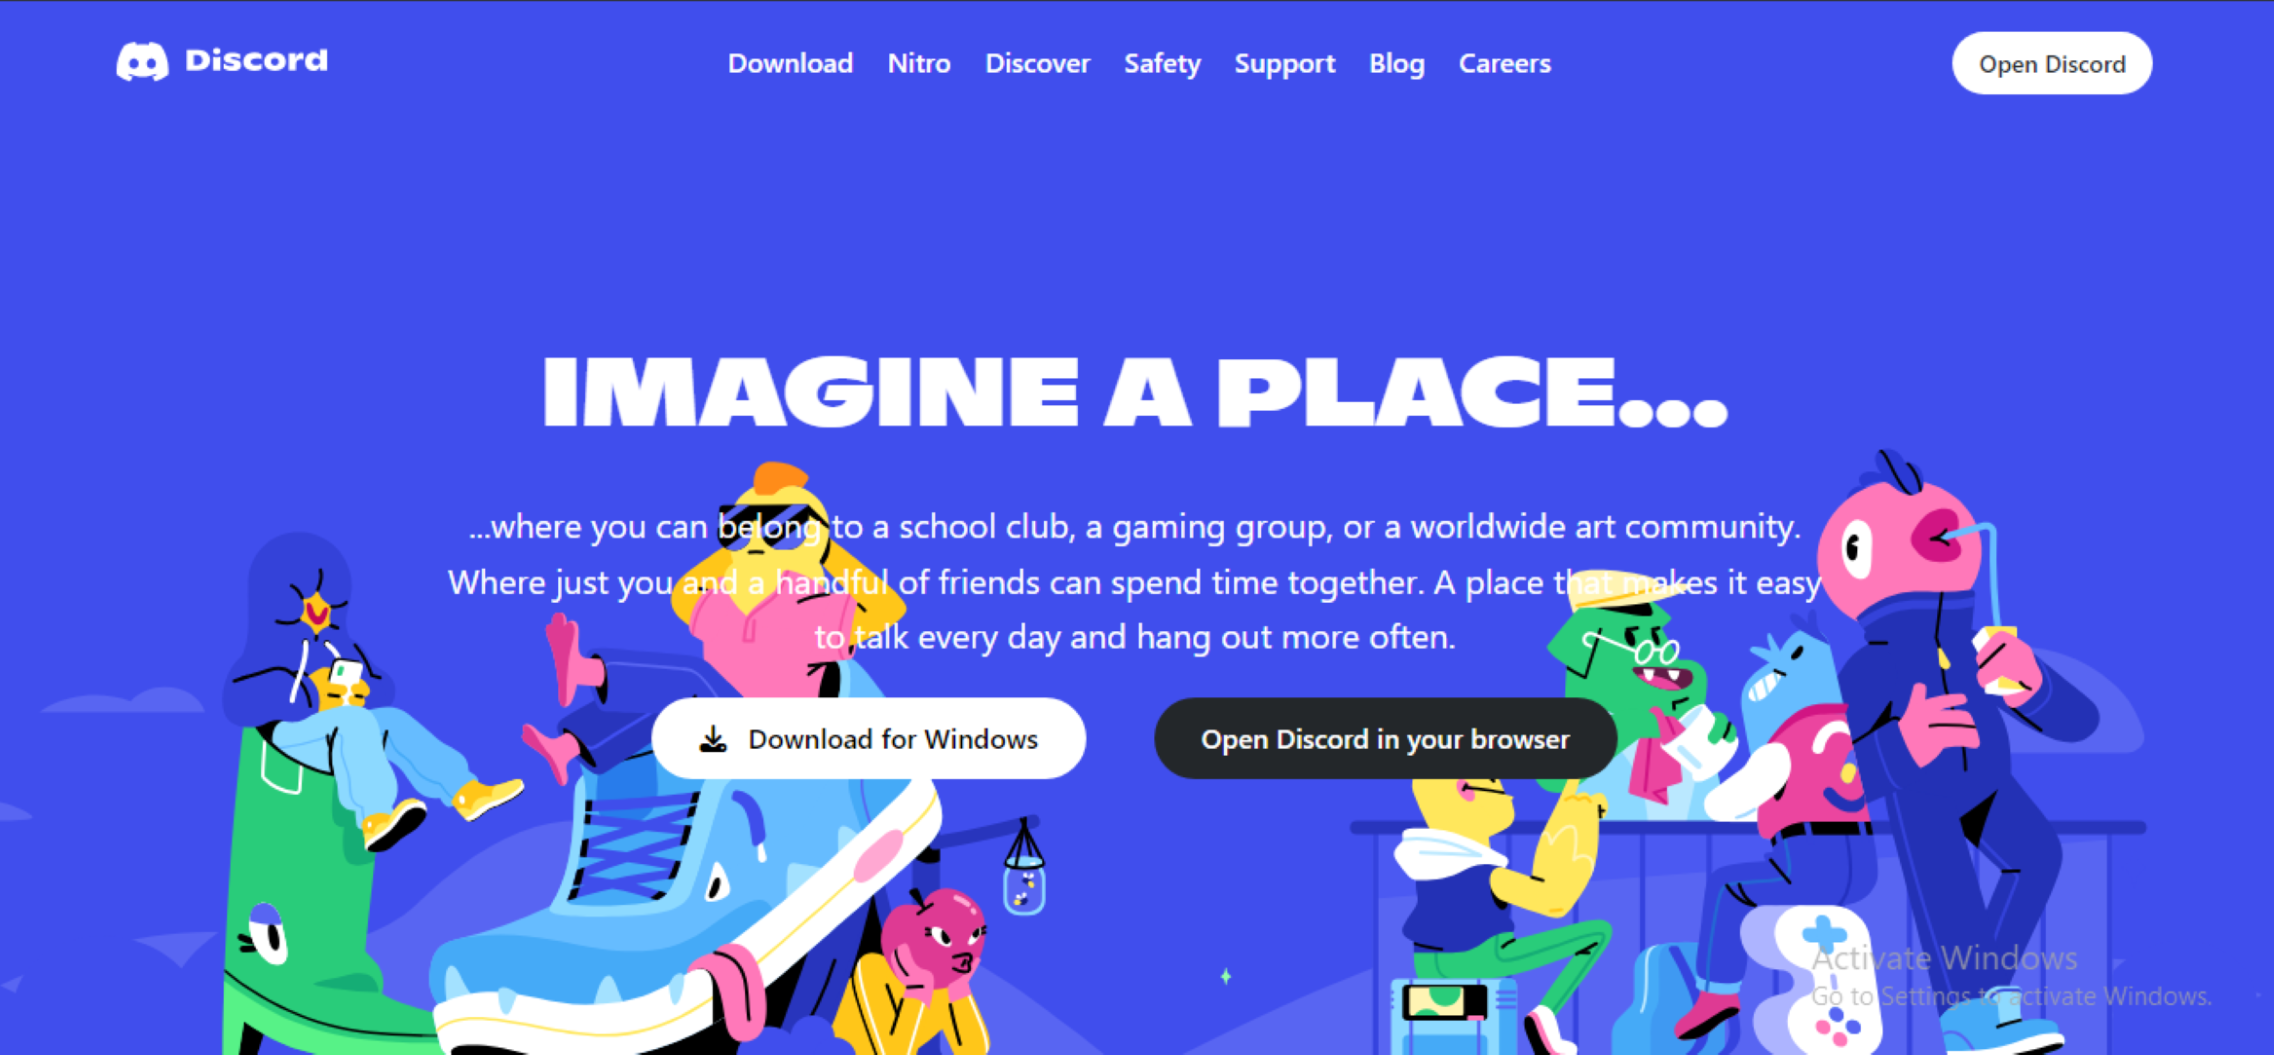 Discord
Download Nitro Discover Safety Support Blog Careers
Open Discord
IMAGINE A PLACE...
...where you can belong to a school club, a gaming group, or a worldwide art community.
Where just you and a handful of friends can spend time together. A place that makes it easy
to talk every day and hang out more often.
Download for Windows
Open Discord in your browser
Activate Windows
Go to Settings to activate Windows.